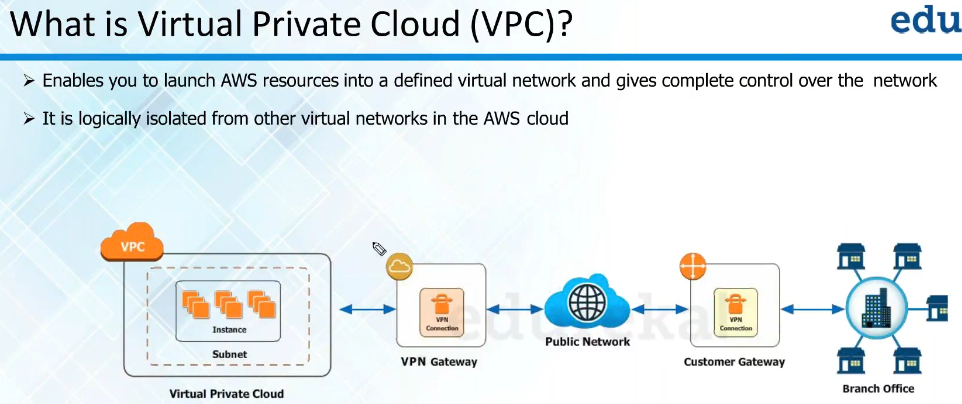 What is Virtual Private Cloud (VPC)?
edu
➢ Enables you to launch AWS resources into a defined virtual network and gives complete control over the network
➢ It is logically isolated from other virtual networks in the AWS cloud
VPC
Instance
Subnet
Virtual Private Cloud
VPN
Connection
VPN Gateway
Public Network
VPN
Connection
Customer Gateway
Branch Office